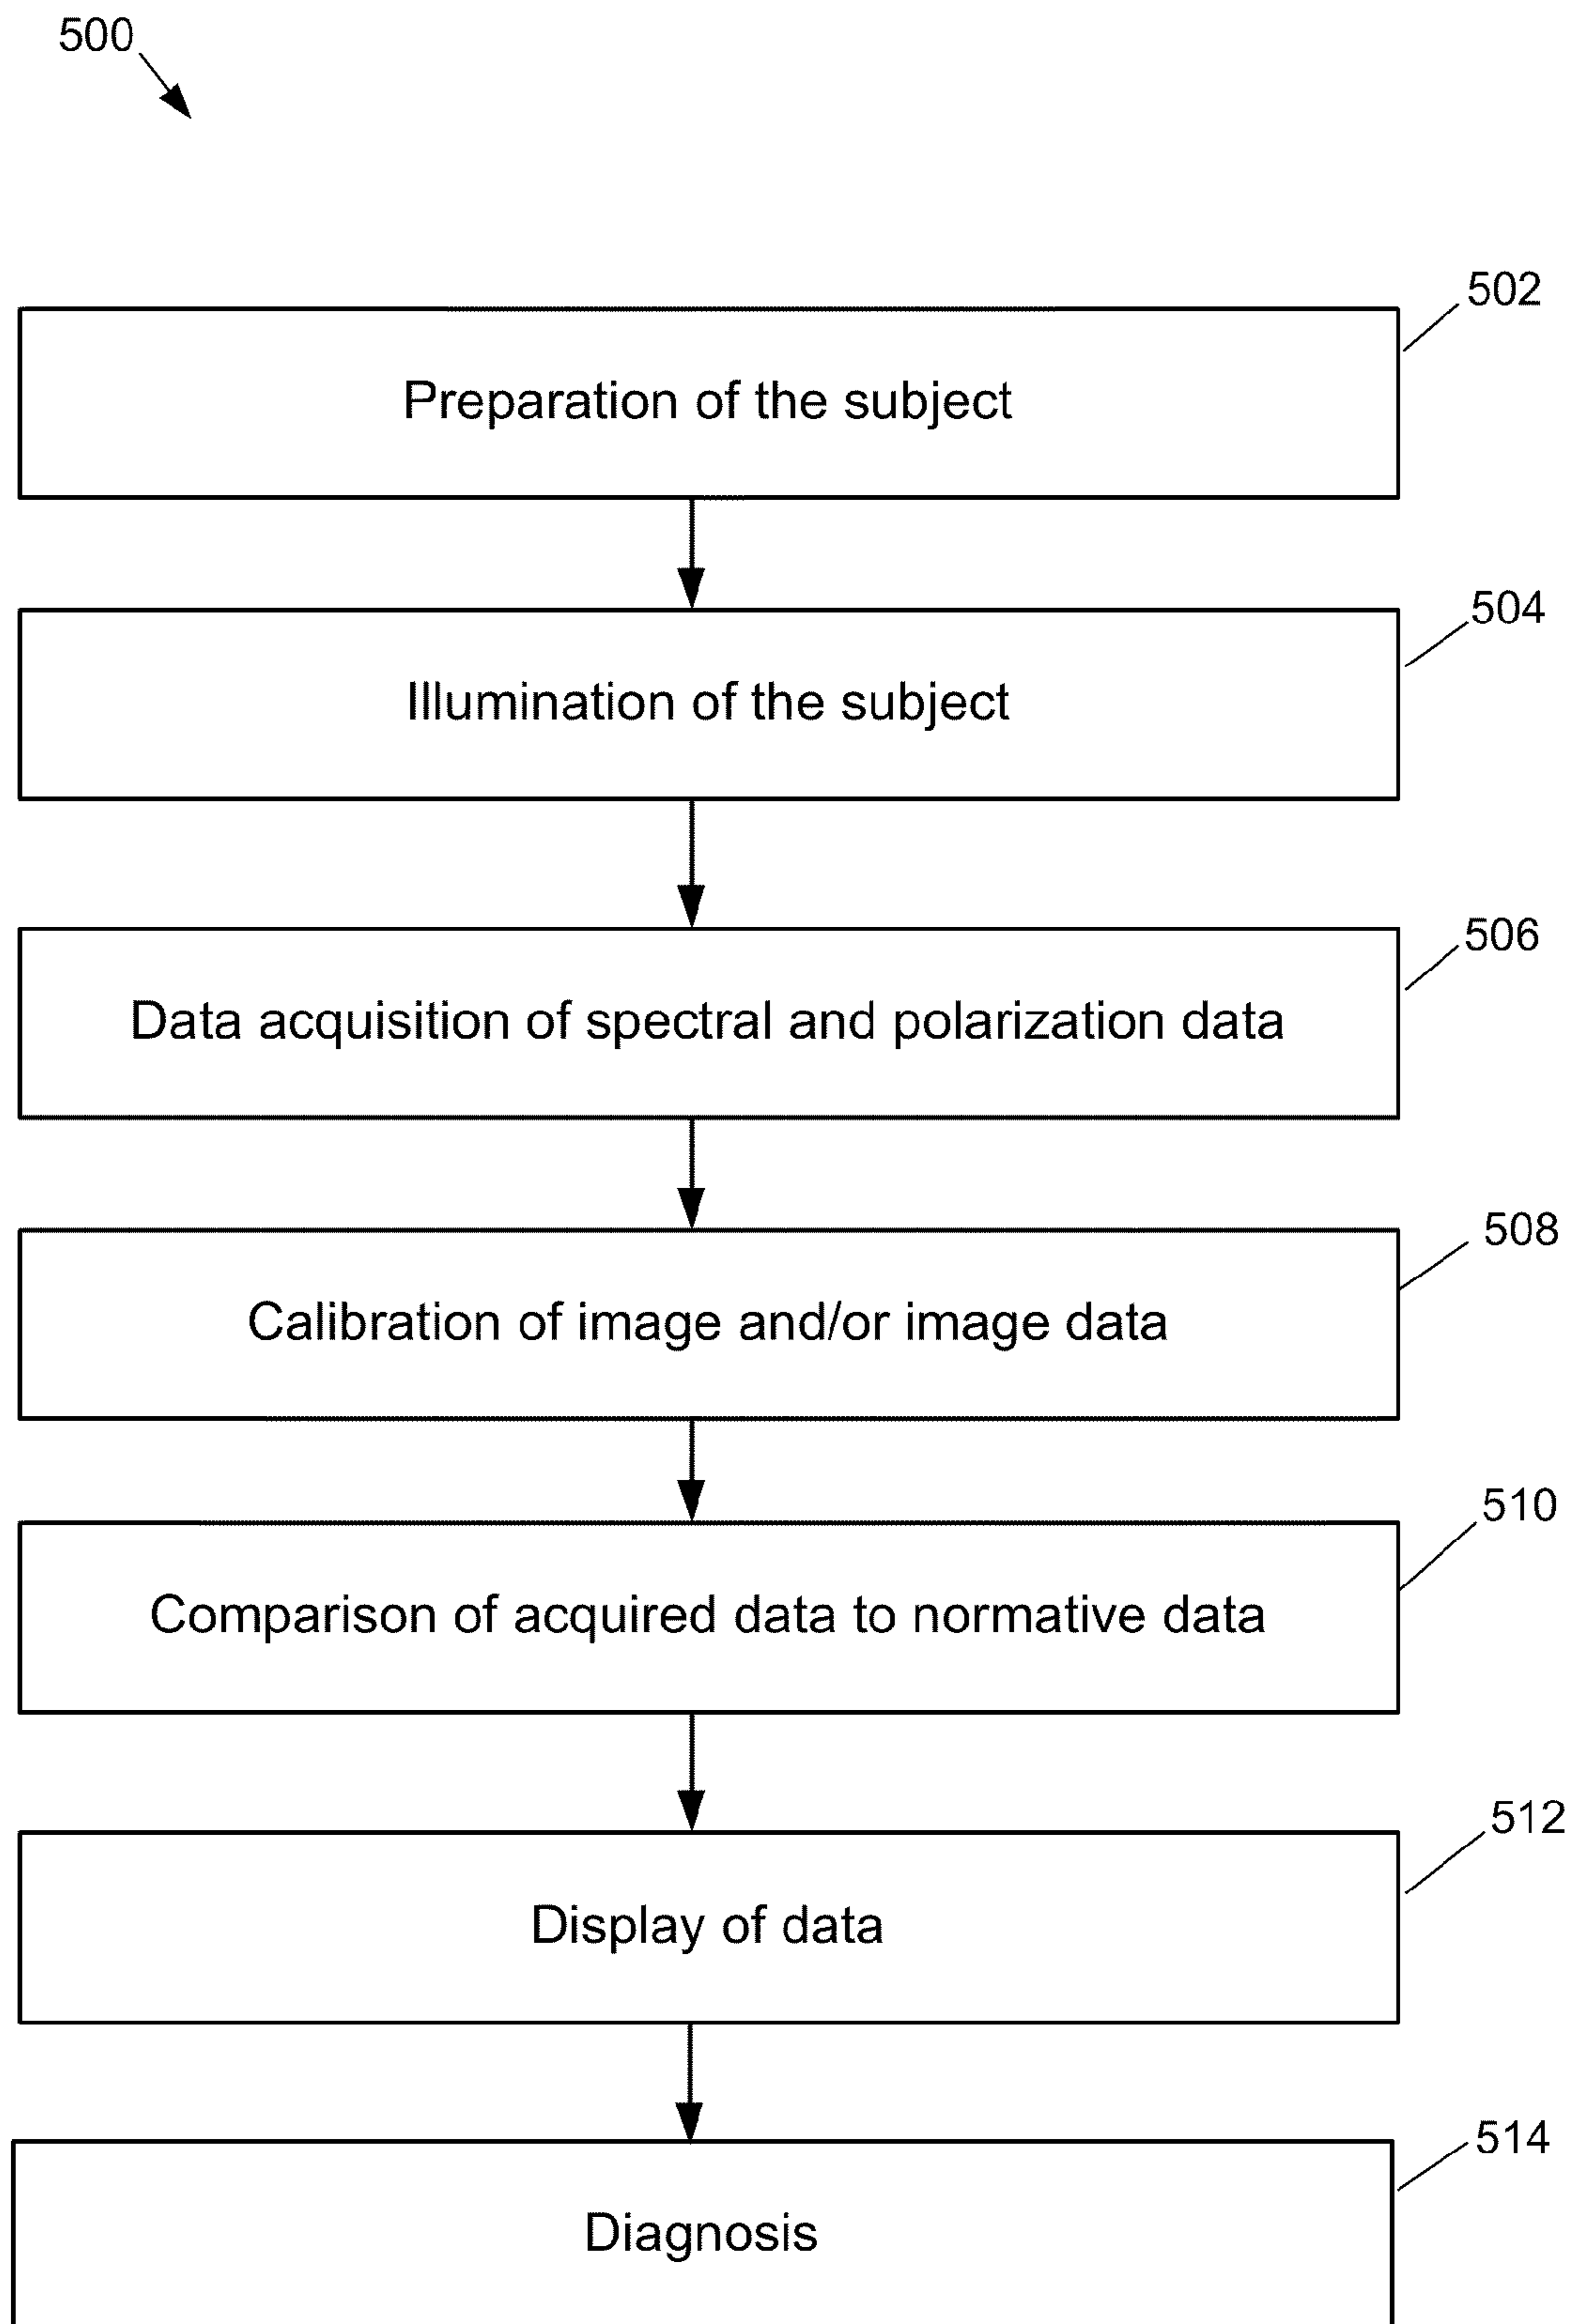 500
502
Preparation of the subject
504
Illumination of the subject
506
Data acquisition of spectral and polarization data
508
Calibration of image and/or image data
510
Comparison of acquired data to normative data
512
Display of data
514
Diagnosis